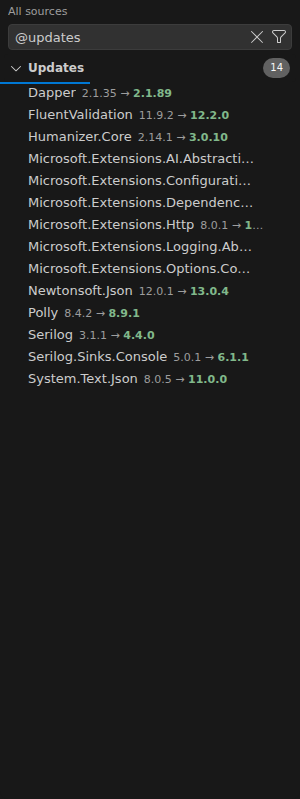 All sources
@updates
Updates 14
Dapper 2.1.35 → 2.1.89
FluentValidation 11.9.2 → 12.2.0
Humanizer.Core 2.14.1 → 3.0.10
Microsoft.Extensions.AI.Abstracti…
Microsoft.Extensions.Configurati…
Microsoft.Extensions.Dependenc…
Microsoft.Extensions.Http 8.0.1 → 1…
Microsoft.Extensions.Logging.Ab…
Microsoft.Extensions.Options.Co…
Newtonsoft.Json 12.0.1 → 13.0.4
Polly 8.4.2 → 8.9.1
Serilog 3.1.1 → 4.4.0
Serilog.Sinks.Console 5.0.1 → 6.1.1
System.Text.Json 8.0.5 → 11.0.0